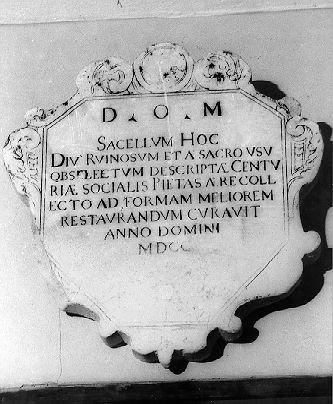 D. O. M
SACELLVM HOC
DIV RVINOSVM ET A SACRO VSV
OBSFLETVM DESCRIPTA CENTV
RIÆ SOCIALIS PIETAS A RECOLL
ECTO AD FORMAM MELIOREM
RESTAVRANDVM CVRAVIT
ANNO DOMINI
MDCC